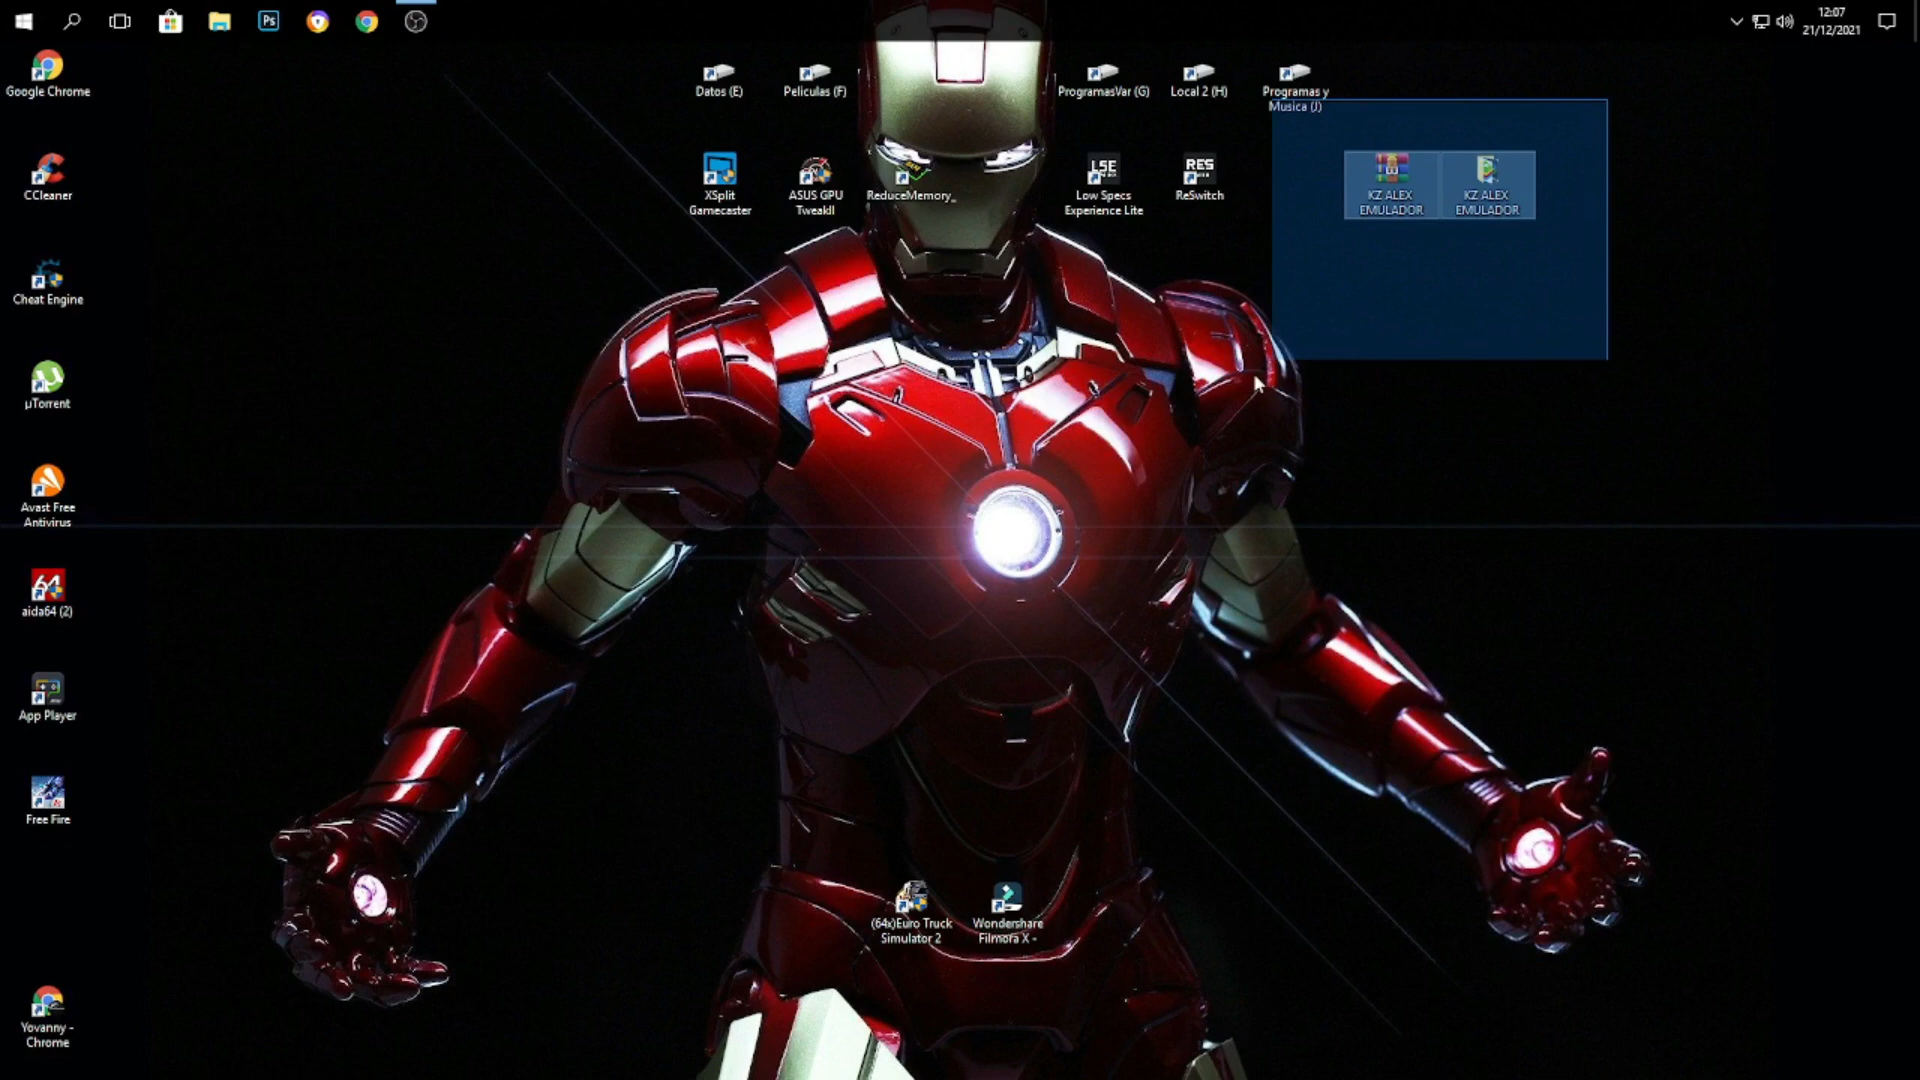 Ps
12:07
21/12/2021
Google Chrome
Datos (E)
Peliculas (F)
ProgramasVar (G)
Local 2 (H)
Programas y
Musica (J)
CCleaner
XSplit
Gamecaster
ASUS GPU
TweakII
ReduceMemory_
LSE
Low Specs
Experience Lite
RES
ReSwitch
KZ ALEX
EMULADOR
KZ ALEX
EMULADOR
Cheat Engine
µTorrent
Avast Free
Antivirus
64
aida64 (2)
App Player
Free Fire
(64x)Euro Truck
Simulator 2
Wondershare
Filmora X -
Yovanny -
Chrome